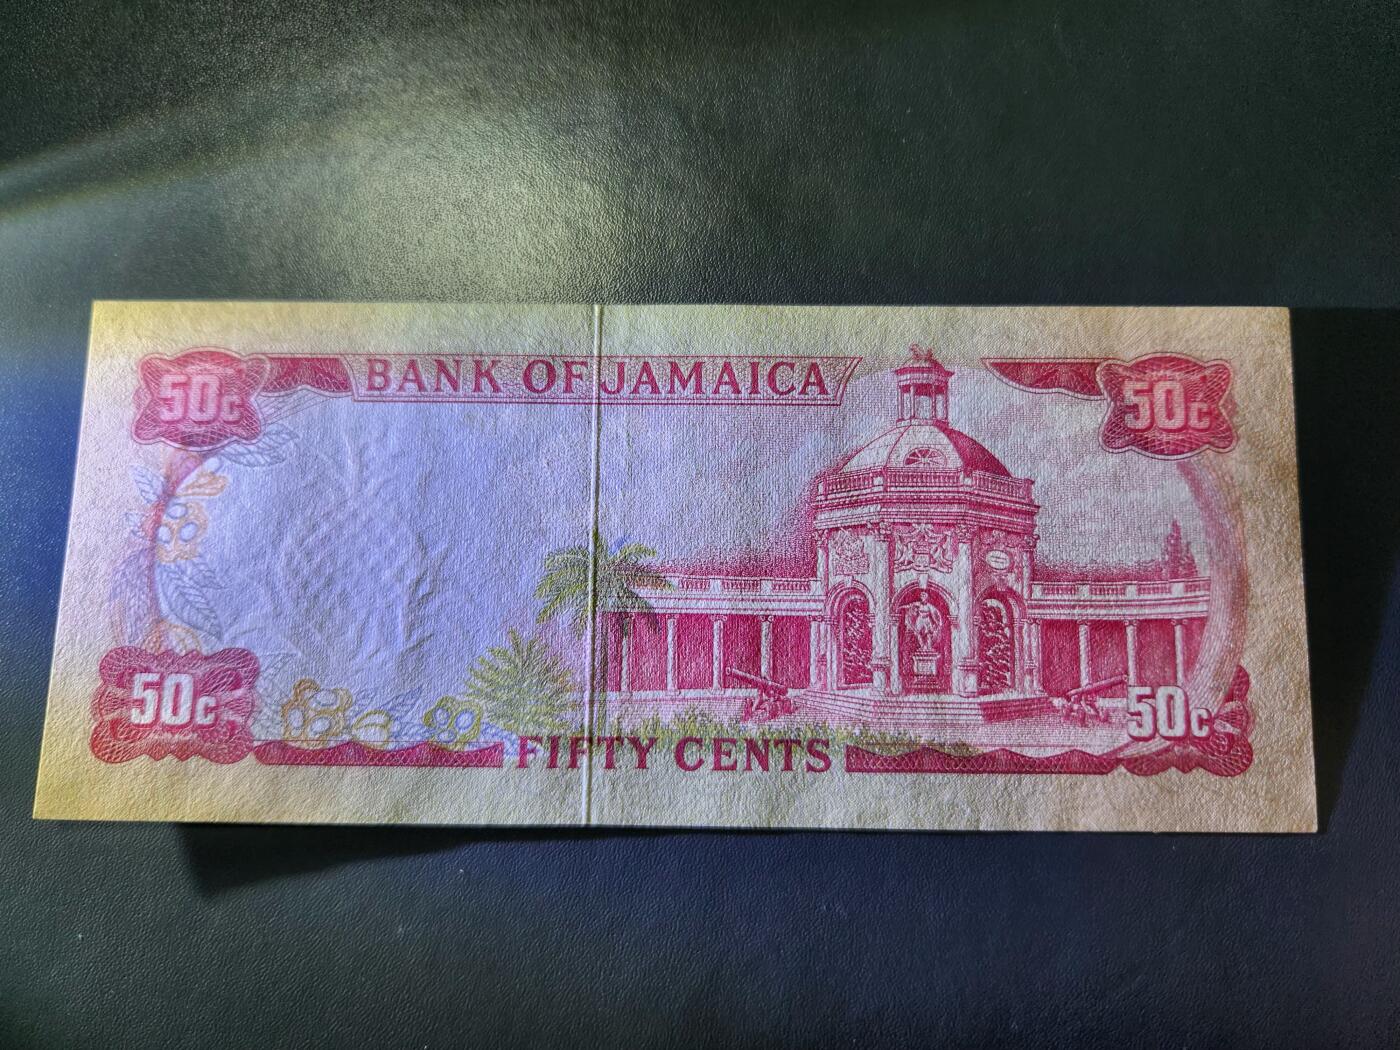 50c BANK OF JAMAICA 50c
50c FIFTY CENTS 50c